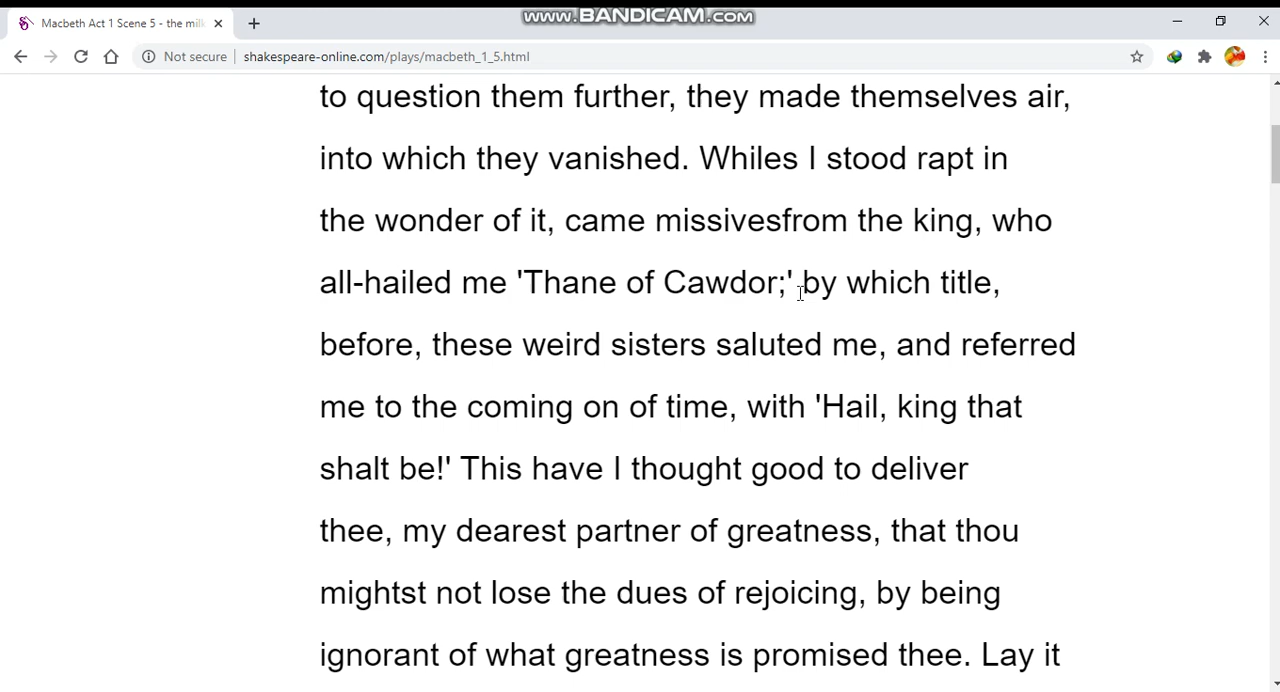 www.BANDICAM.com
Macbeth Act 1 Scene 5 - the milk
Not secure
shakespeare-online.com/plays/macbeth_1_5.html
to question them further, they made themselves air,
into which they vanished. Whiles I stood rapt in
the wonder of it, came missivesfrom the king, who
all-hailed me 'Thane of Cawdor;' by which title,
before, these weird sisters saluted me, and referred
me to the coming on of time, with 'Hail, king that
shalt be!' This have I thought good to deliver
thee, my dearest partner of greatness, that thou
mightst not lose the dues of rejoicing, by being
ignorant of what greatness is promised thee. Lay it